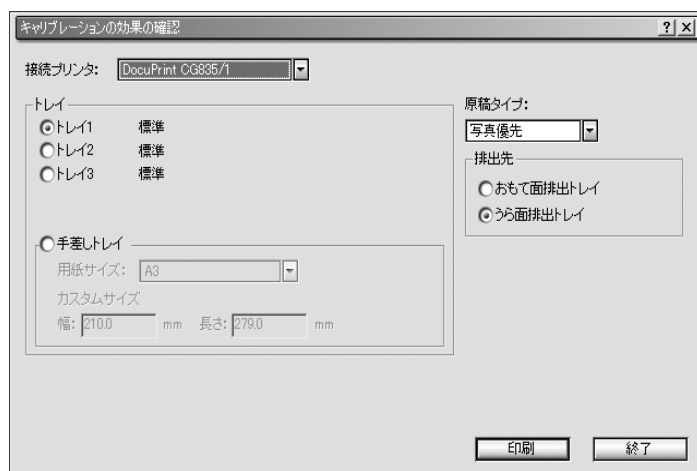 キャリブレーションの効果の確認
接続プリンタ: DocuPrint CG835/1
トレイ
トレイ1 標準
トレイ2 標準
トレイ3 標準
手差しトレイ
用紙サイズ: A3
カスタムサイズ
幅: 210.0 mm 長さ: 279.0 mm
原稿タイプ:
写真優先
排出先
おもて面排出トレイ
うら面排出トレイ
印刷 終了